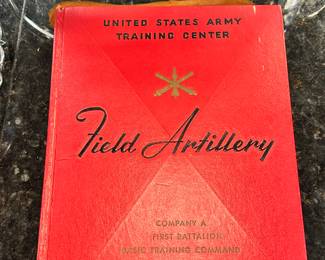 UNITED STATES ARMY
TRAINING CENTER
Field Artillery
COMPANY A
FIRST BATTALION
BASIC TRAINING COMMAND